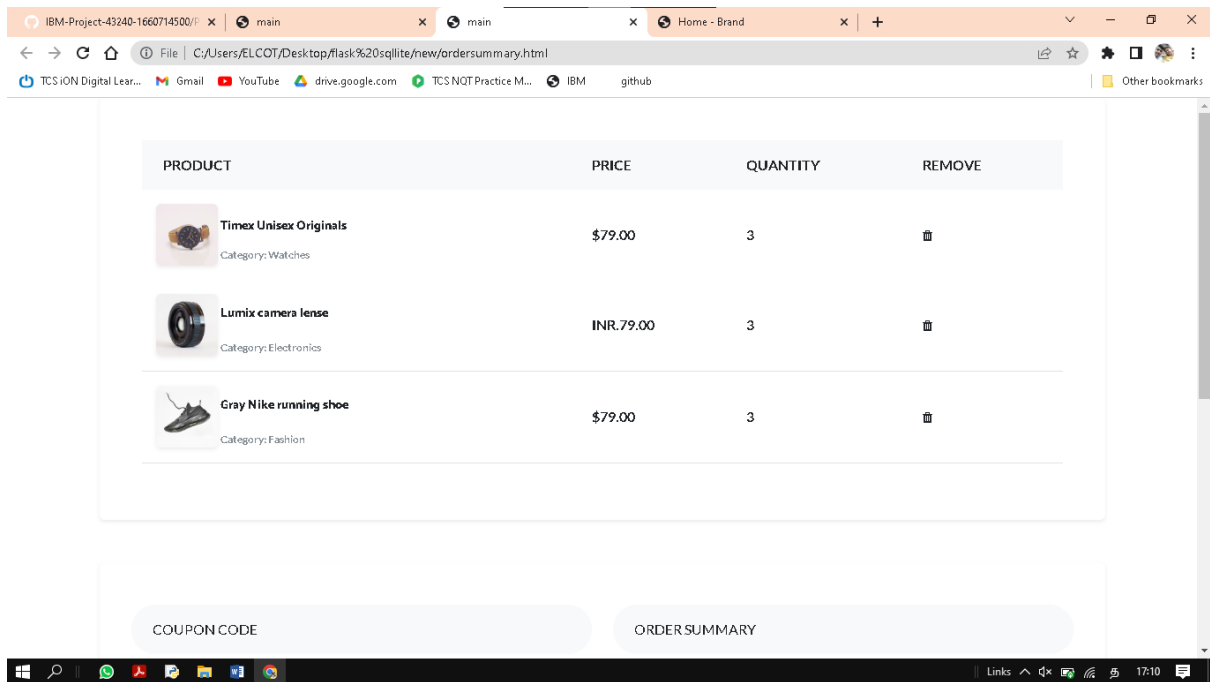 IBM-Project-43240-1660714500/P
main
main
Home - Brand
File | C:/Users/ELCOT/Desktop/flask%20sqllite/new/ordersummary.html
TCS iON Digital Lear... Gmail YouTube drive.google.com TCS NQT Practice M... IBM github Other bookmarks
PRODUCT PRICE QUANTITY REMOVE
Timex Unisex Originals
Category: Watches
$79.00 3
Lumix camera lense
Category: Electronics
INR.79.00 3
Gray Nike running shoe
Category: Fashion
$79.00 3
COUPON CODE ORDER SUMMARY
Links 17:10